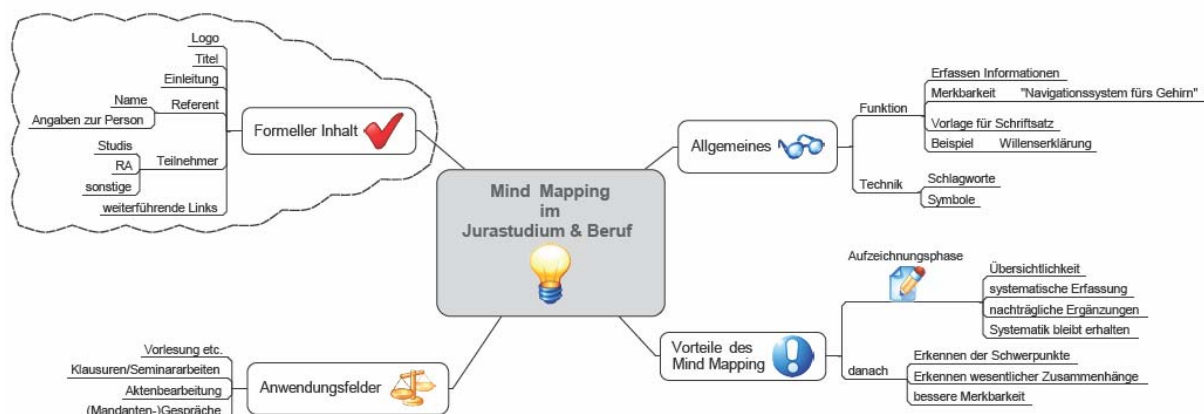 Mind Mapping
im
Jurastudium & Beruf
Formeller Inhalt
Logo
Titel
Einleitung
Referent
Name
Angaben zur Person
Teilnehmer
Studis
RA
sonstige
weiterführende Links
Allgemeines
Funktion
Erfassen Informationen
Merkbarkeit "Navigationssystem fürs Gehirn"
Vorlage für Schriftsatz
Beispiel Willenserklärung
Technik
Schlagworte
Symbole
Vorteile des
Mind Mapping
Aufzeichnungsphase
Übersichtlichkeit
systematische Erfassung
nachträgliche Ergänzungen
Systematik bleibt erhalten
danach
Erkennen der Schwerpunkte
Erkennen wesentlicher Zusammenhänge
bessere Merkbarkeit
Anwendungsfelder
Vorlesung etc.
Klausuren/Seminararbeiten
Aktenbearbeitung
(Mandanten-)Gespräche